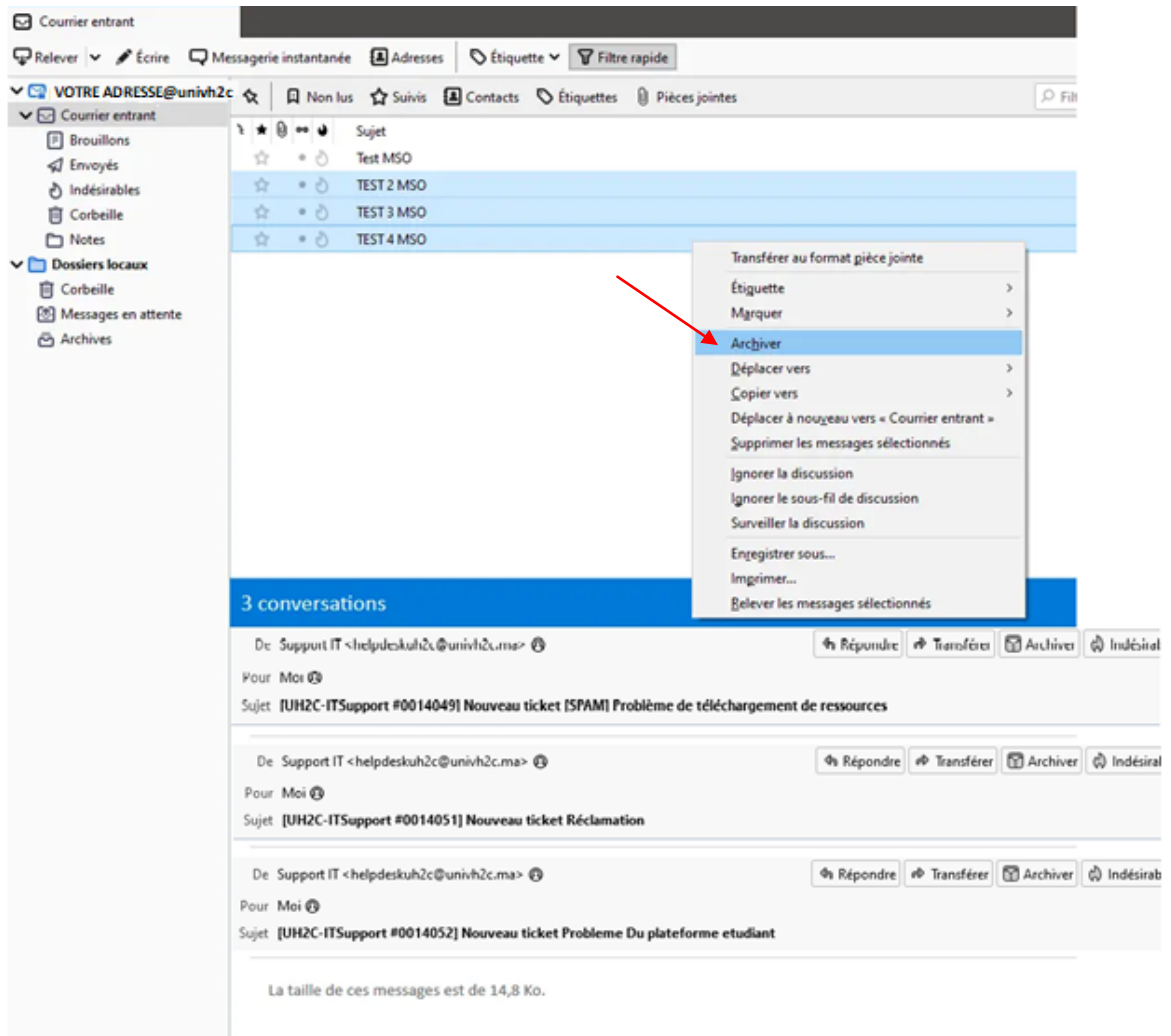 Courrier entrant
Relever Écrire Messagerie instantanée Adresses Étiquette Filtre rapide
VOTRE ADRESSE@univh2c
Courrier entrant
Brouillons
Envoyés
Indésirables
Corbeille
Notes
Dossiers locaux
Corbeille
Messages en attente
Archives
Non lus Suivis Contacts Étiquettes Pièces jointes
Sujet
Test MSO
TEST 2 MSO
TEST 3 MSO
TEST 4 MSO
Transférer au format pièce jointe
Étiquette
Marquer
Archiver
Déplacer vers
Copier vers
Déplacer à nouveau vers « Courrier entrant »
Supprimer les messages sélectionnés
Ignorer la discussion
Ignorer le sous-fil de discussion
Surveiller la discussion
Enregistrer sous...
Imprimer...
Relever les messages sélectionnés
3 conversations
De Support IT <helpdeskuh2c@univh2c.ma> Répondre Transférer Archiver Indésirabl
Pour Moi
Sujet [UH2C-ITSupport #0014049] Nouveau ticket [SPAM] Problème de téléchargement de ressources
De Support IT <helpdeskuh2c@univh2c.ma> Répondre Transférer Archiver Indésirab
Pour Moi
Sujet [UH2C-ITSupport #0014051] Nouveau ticket Réclamation
De Support IT <helpdeskuh2c@univh2c.ma> Répondre Transférer Archiver Indésirab
Pour Moi
Sujet [UH2C-ITSupport #0014052] Nouveau ticket Probleme Du plateforme etudiant
La taille de ces messages est de 14,8 Ko.